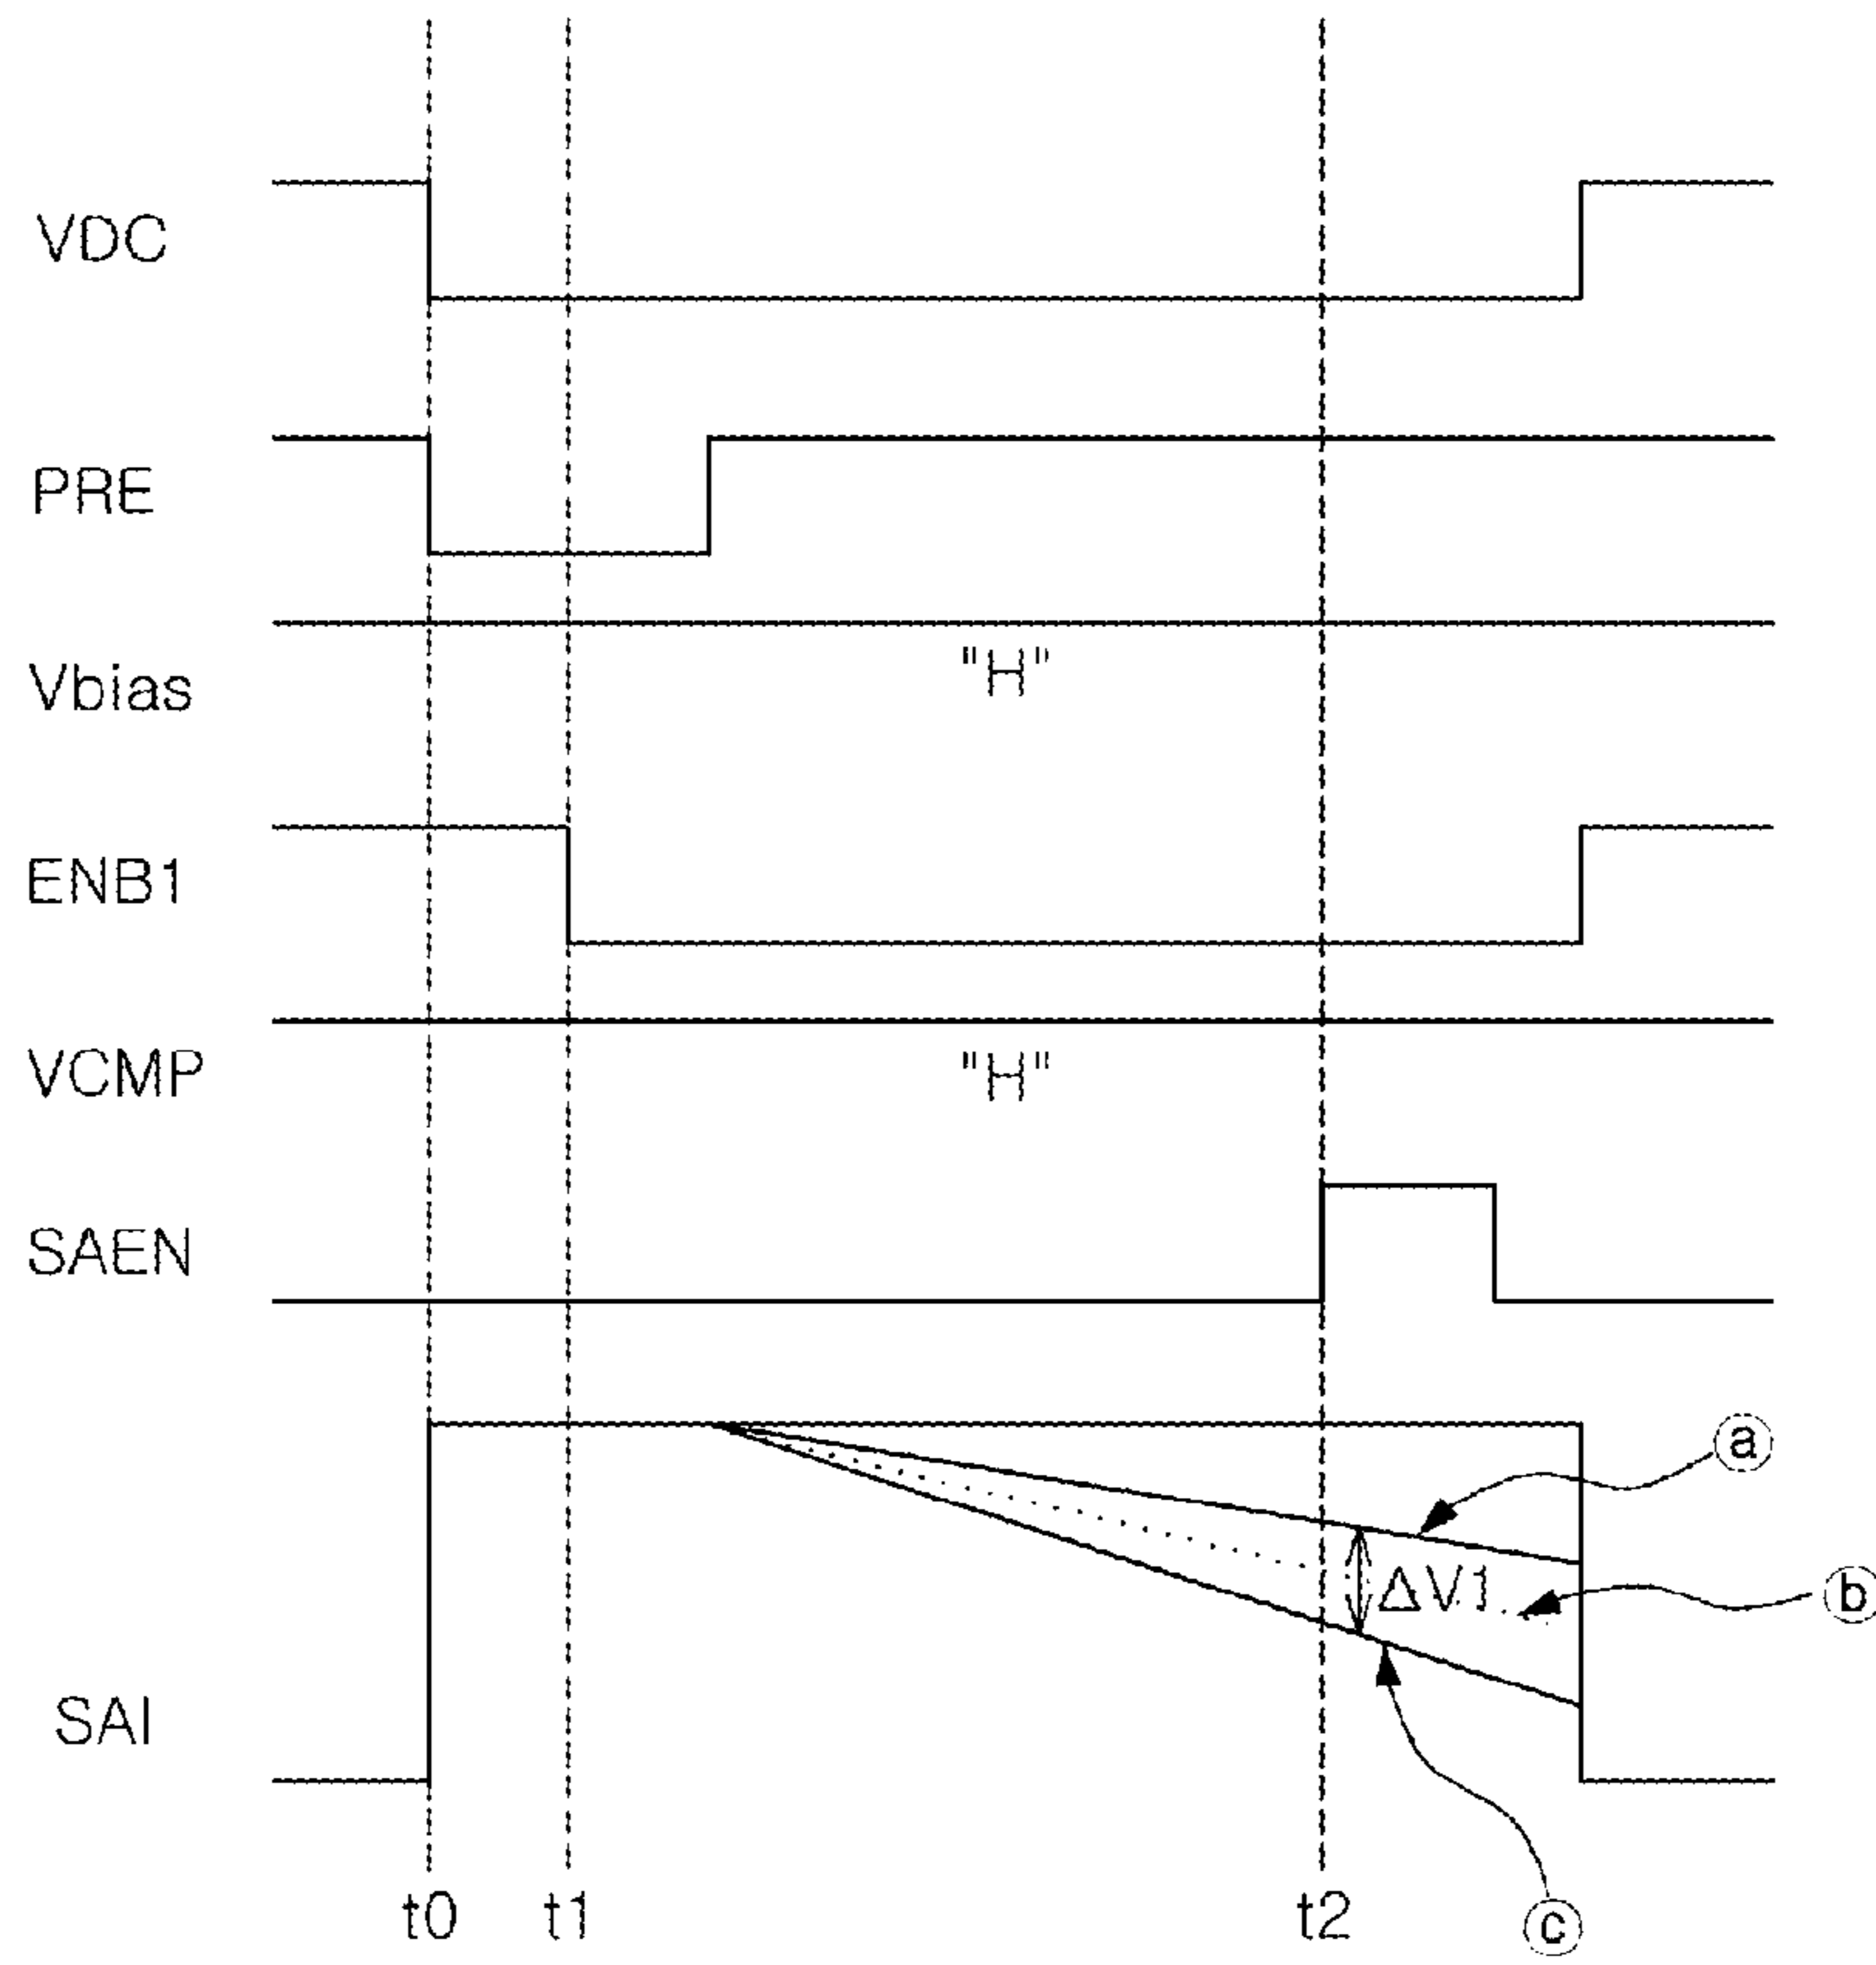 VDC
PRE
Vbias
"H"
ENB1
VCMP
"H"
SAEN
SAI
ⓐ
ΔV1
ⓑ
t0
t1
t2
ⓒ